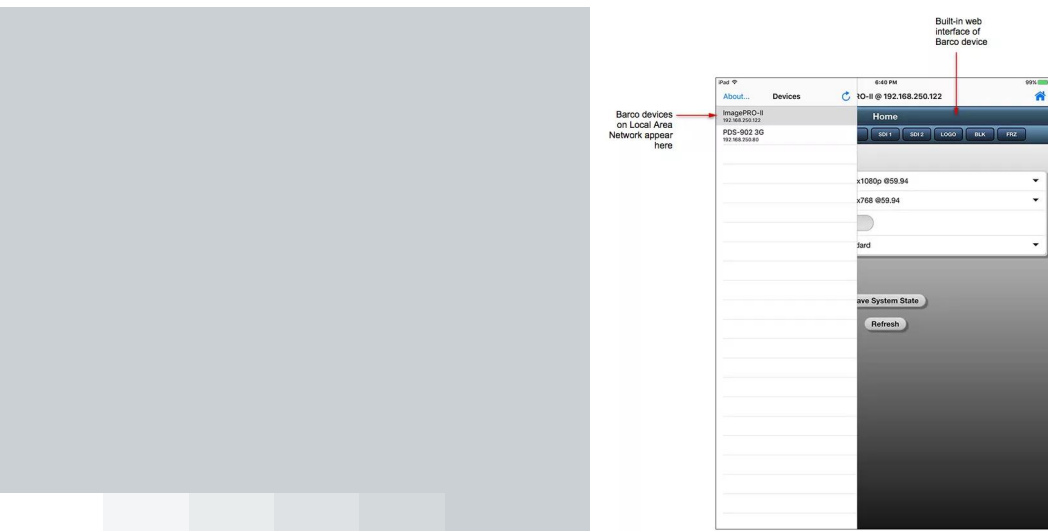 Built-in web
interface of
Barco device
iPad 6:40 PM 99%
About... Devices RO-II @ 192.168.250.122
Barco devices
on Local Area
Network appear
here
ImagePRO-II
192.168.250.122
Home
PDS-902 3G
192.168.250.80
SDI 1 SDI 2 LOGO BLK FRZ
x1080p @59.94
x768 @59.94
dard
ave System State
Refresh